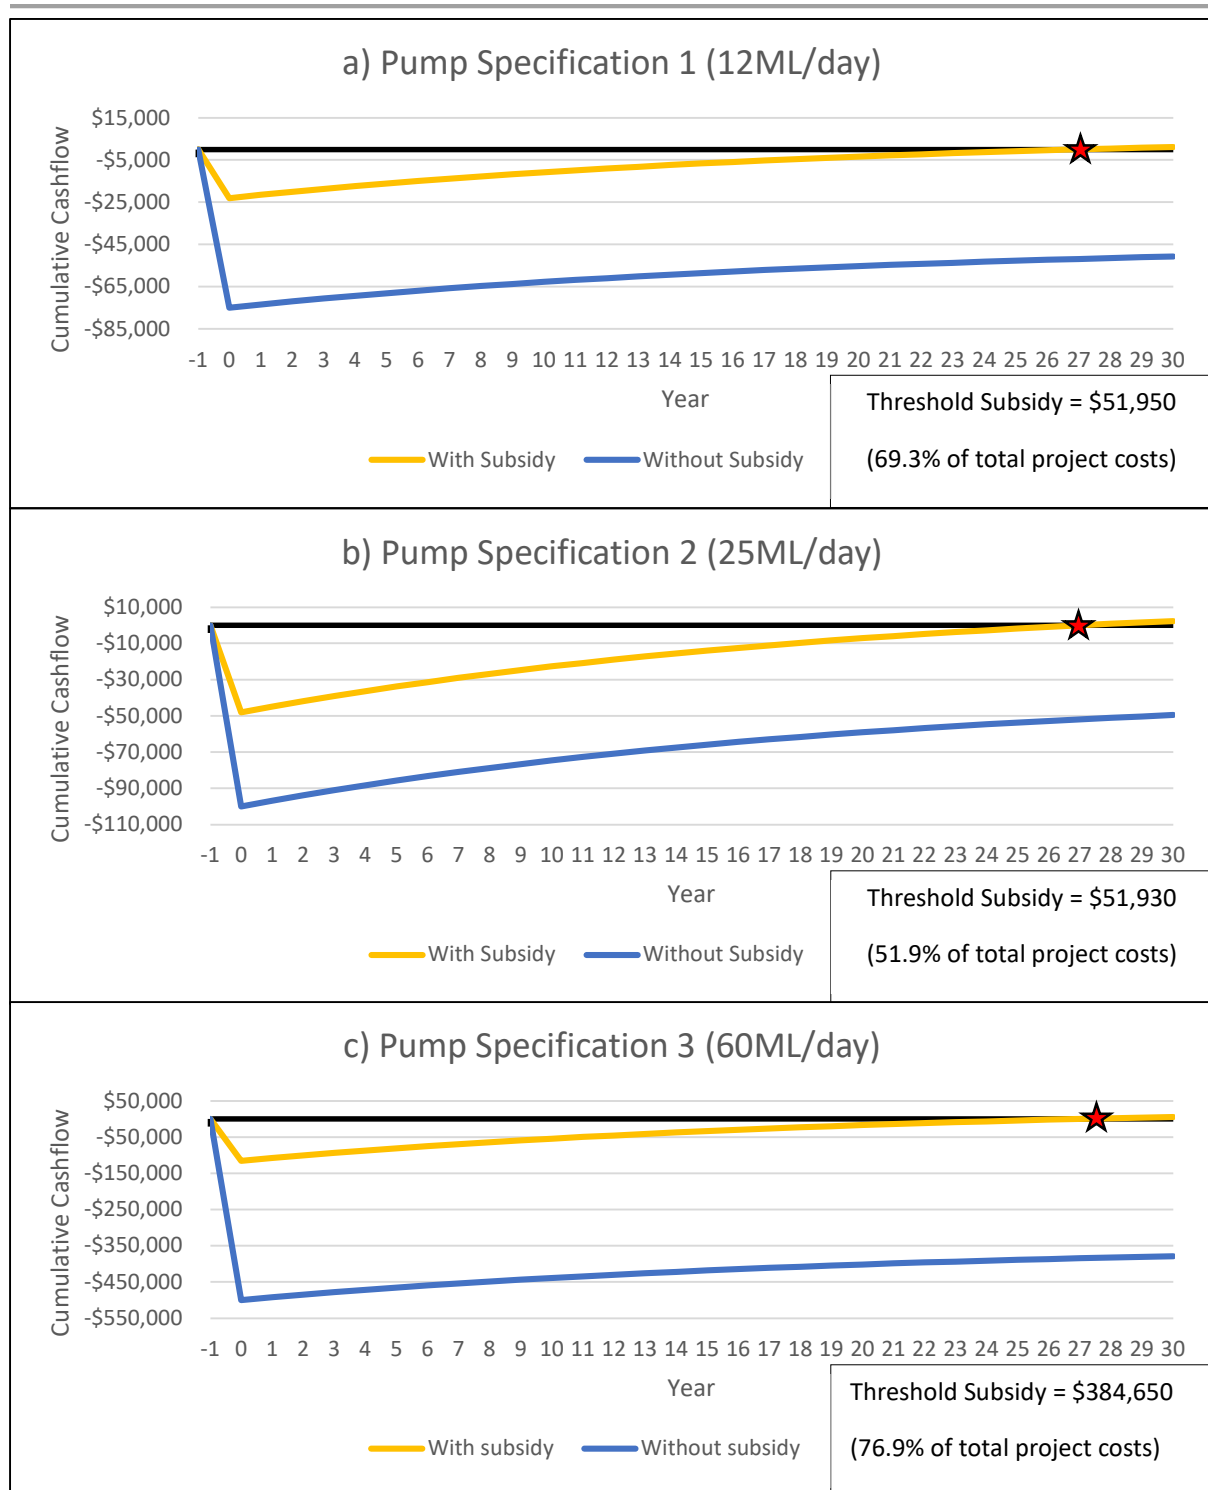 a) Pump Specification 1 (12ML/day)
Cumulative Cashflow
$15,000
-$5,000
-$25,000
-$45,000
-$65,000
-$85,000
-1 0 1 2 3 4 5 6 7 8 9 10 11 12 13 14 15 16 17 18 19 20 21 22 23 24 25 26 27 28 29 30
Year
With Subsidy Without Subsidy
Threshold Subsidy = $51,950
(69.3% of total project costs)
b) Pump Specification 2 (25ML/day)
Cumulative Cashflow
$10,000
-$10,000
-$30,000
-$50,000
-$70,000
-$90,000
-$110,000
-1 0 1 2 3 4 5 6 7 8 9 10 11 12 13 14 15 16 17 18 19 20 21 22 23 24 25 26 27 28 29 30
Year
With Subsidy Without Subsidy
Threshold Subsidy = $51,930
(51.9% of total project costs)
c) Pump Specification 3 (60ML/day)
Cumulative Cashflow
$50,000
-$50,000
-$150,000
-$250,000
-$350,000
-$450,000
-$550,000
-1 0 1 2 3 4 5 6 7 8 9 10 11 12 13 14 15 16 17 18 19 20 21 22 23 24 25 26 27 28 29 30
Year
With subsidy Without subsidy
Threshold Subsidy = $384,650
(76.9% of total project costs)